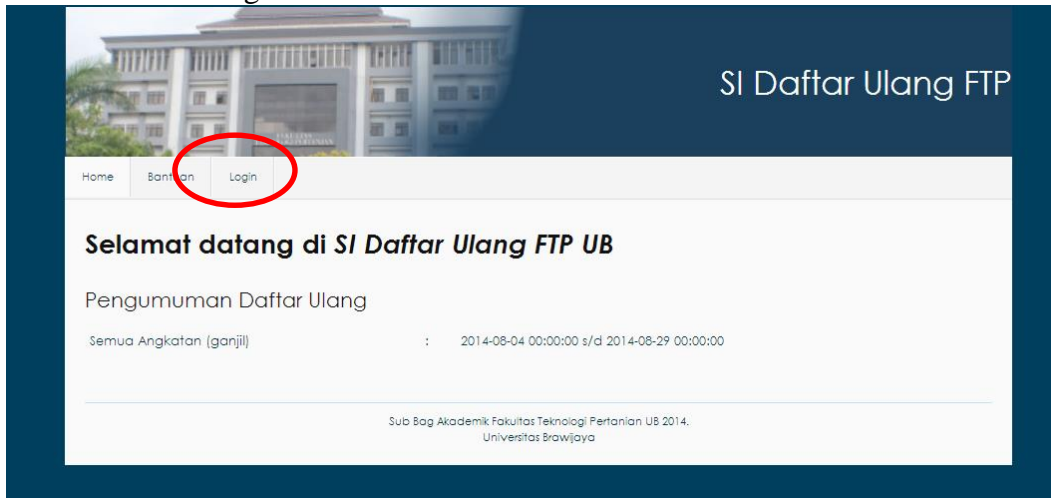 SI Daftar Ulang FTP
Home Bantuan Login
Selamat datang di SI Daftar Ulang FTP UB
Pengumuman Daftar Ulang
Semua Angkatan (ganjil) : 2014-08-04 00:00:00 s/d 2014-08-29 00:00:00
Sub Bag Akademik Fakultas Teknologi Pertanian UB 2014.
Universitas Brawijaya